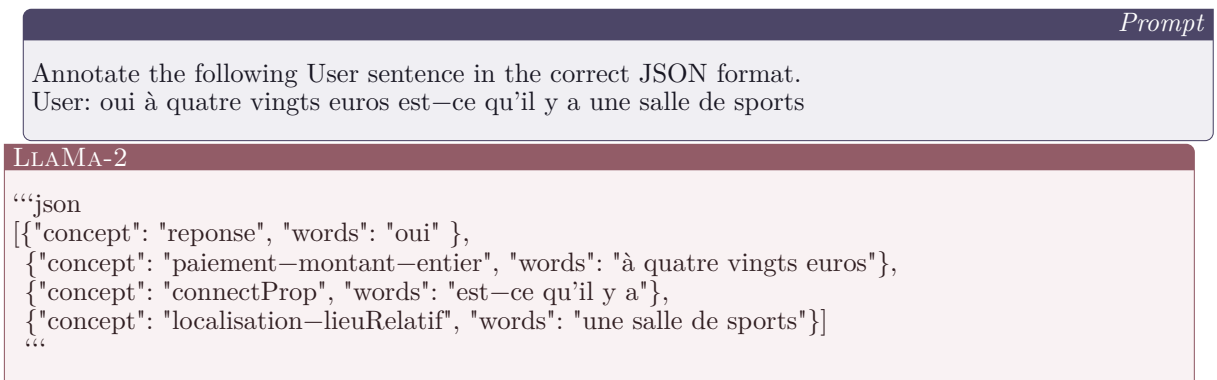 Prompt
Annotate the following User sentence in the correct JSON format.
User: oui à quatre vingts euros est−ce qu'il y a une salle de sports
LLAMA-2
‘‘‘json
[{"concept": "reponse", "words": "oui" },
{"concept": "paiement−montant−entier", "words": "à quatre vingts euros"},
{"concept": "connectProp", "words": "est−ce qu'il y a"},
{"concept": "localisation−lieuRelatif", "words": "une salle de sports"}]
‘‘‘